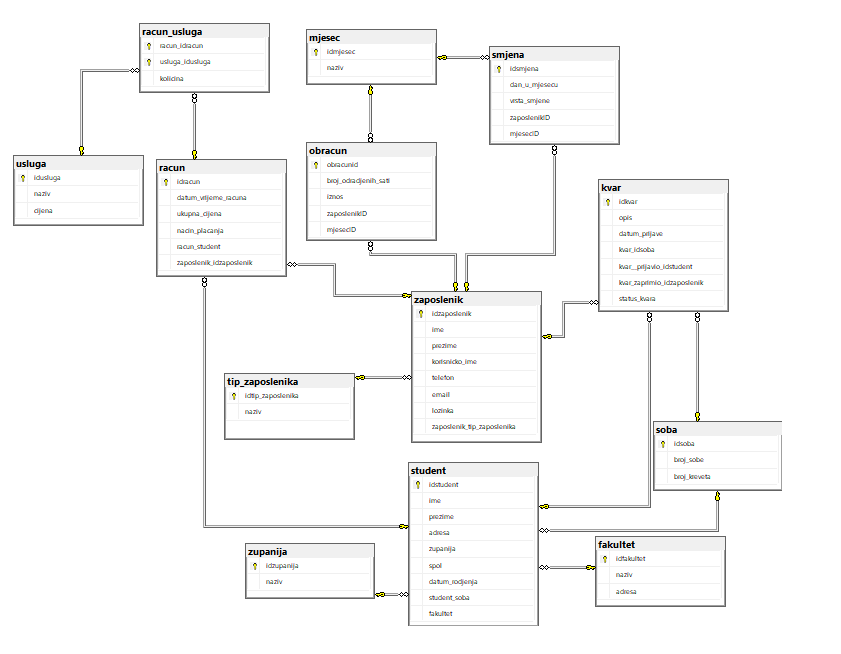 racun_usluga
racun_idracun
usluga_idusluga
kolicina
mjesec
idmjesec
naziv
smjena
idsmjena
dan_u_mjesecu
vrsta_smjene
zaposlenikID
mjesecID
usluga
idusluga
naziv
cijena
racun
idracun
datum_vrijeme_racuna
ukupna_cijena
nacin_placanja
racun_student
zaposlenik_idzaposlenik
obracun
obracunid
broj_odradjenih_sati
iznos
zaposlenikID
mjesecID
kvar
idkvar
opis
datum_prijave
kvar_idsoba
kvar__prijavio_idstudent
kvar_zaprimio_idzaposlenik
status_kvara
zaposlenik
idzaposlenik
ime
prezime
korisnicko_ime
telefon
email
lozinka
zaposlenik_tip_zaposlenika
tip_zaposlenika
idtip_zaposlenika
naziv
soba
idsoba
broj_sobe
broj_kreveta
student
idstudent
ime
prezime
adresa
zupanija
spol
datum_rodjenja
student_soba
fakultet
zupanija
idzupanija
naziv
fakultet
idfakultet
naziv
adresa